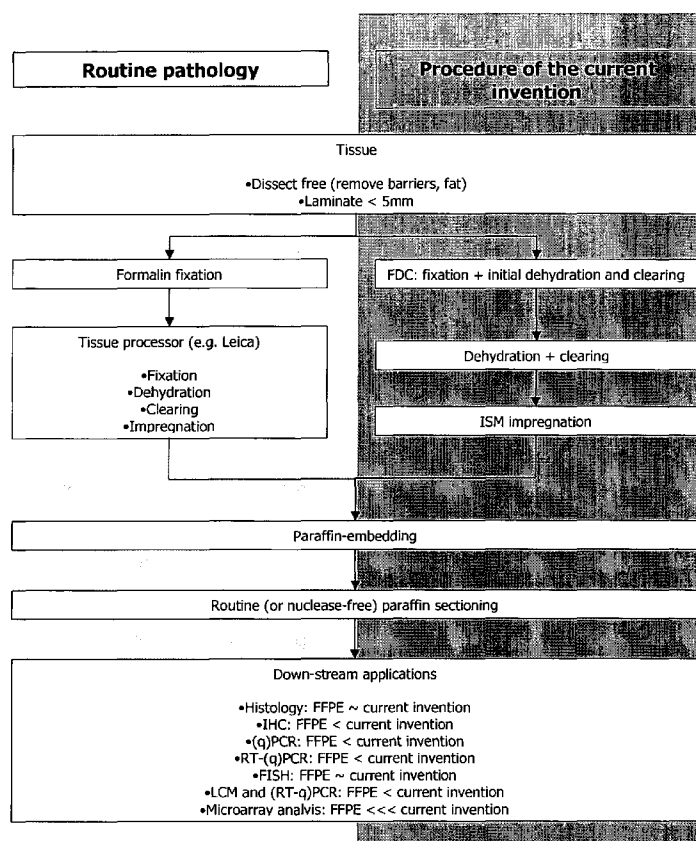 Routine pathology
Procedure of the current
invention
Tissue
•Dissect free (remove barriers, fat)
•Laminate < 5mm
Formalin fixation
FDC: fixation + initial dehydration and clearing
Tissue processor (e.g. Leica)
•Fixation
•Dehydration
•Clearing
•Impregnation
Dehydration + clearing
ISM impregnation
Paraffin-embedding
Routine (or nuclease-free) paraffin sectioning
Down-stream applications
•Histology: FFPE ~ current invention
•IHC: FFPE < current invention
•(q)PCR: FFPE < current invention
•RT-(q)PCR: FFPE < current invention
•FISH: FFPE ~ current invention
•LCM and (RT-q)PCR: FFPE < current invention
•Microarray analvis: FFPE <<< current invention